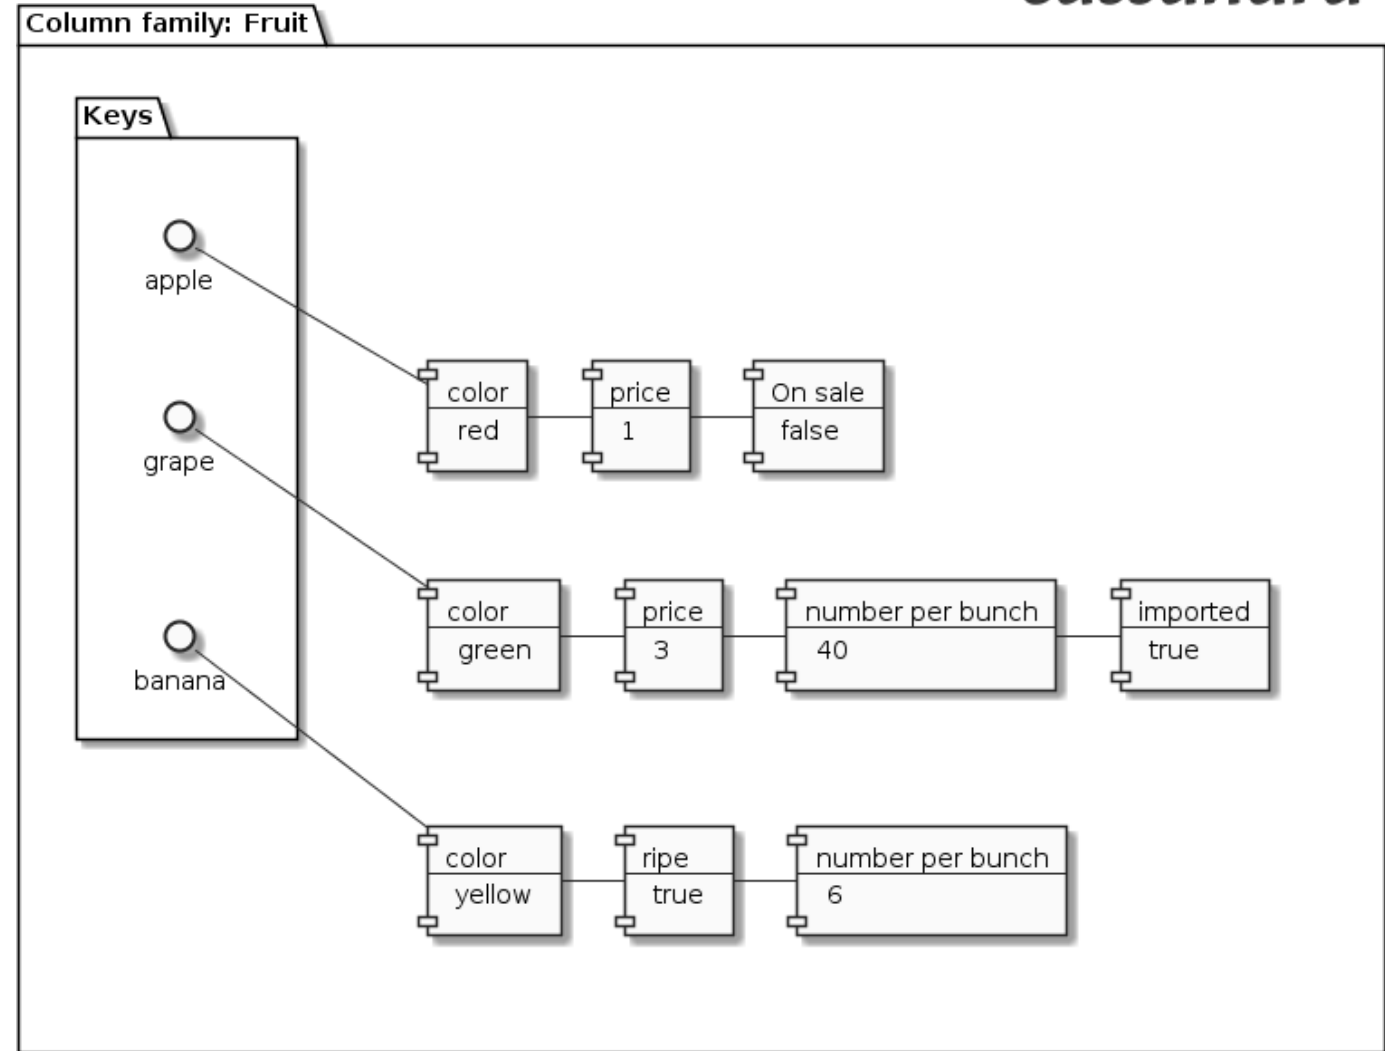 Column family: Fruit
Keys
apple
color
red
price
1
On sale
false
grape
color
green
price
3
number per bunch
40
imported
true
banana
color
yellow
ripe
true
number per bunch
6